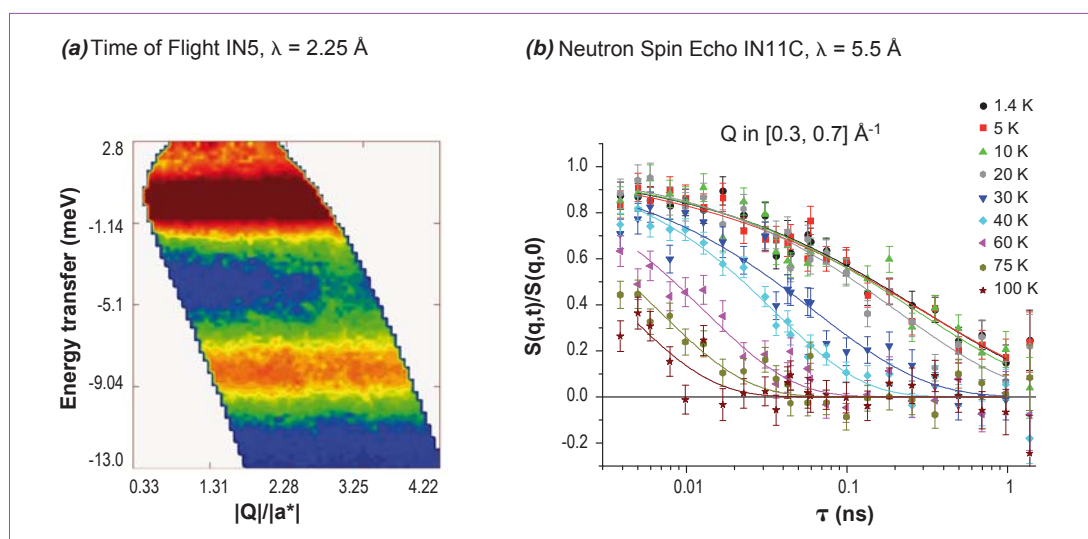 (a) Time of Flight IN5, λ = 2.25 Å
2.8
-1.14
-5.1
-9.04
-13.0
Energy transfer (meV)
0.33 1.31 2.28 3.25 4.22
|Q|/|a*|
(b) Neutron Spin Echo IN11C, λ = 5.5 Å
Q in [0.3, 0.7] Å-1
1.4 K
5 K
10 K
20 K
30 K
40 K
60 K
75 K
100 K
1.0
0.8
0.6
0.4
0.2
0.0
-0.2
S(q,t)/S(q,0)
0.01 0.1 1
τ (ns)